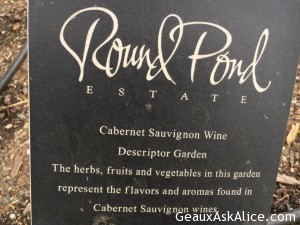 Round Pond
ESTATE
Cabernet Sauvignon Wine
Descriptor Garden
The herbs, fruits and vegetables in this garden
represent the flavors and aromas found in
Cabernet Sauvignon wines
GeauxAskAlice.com